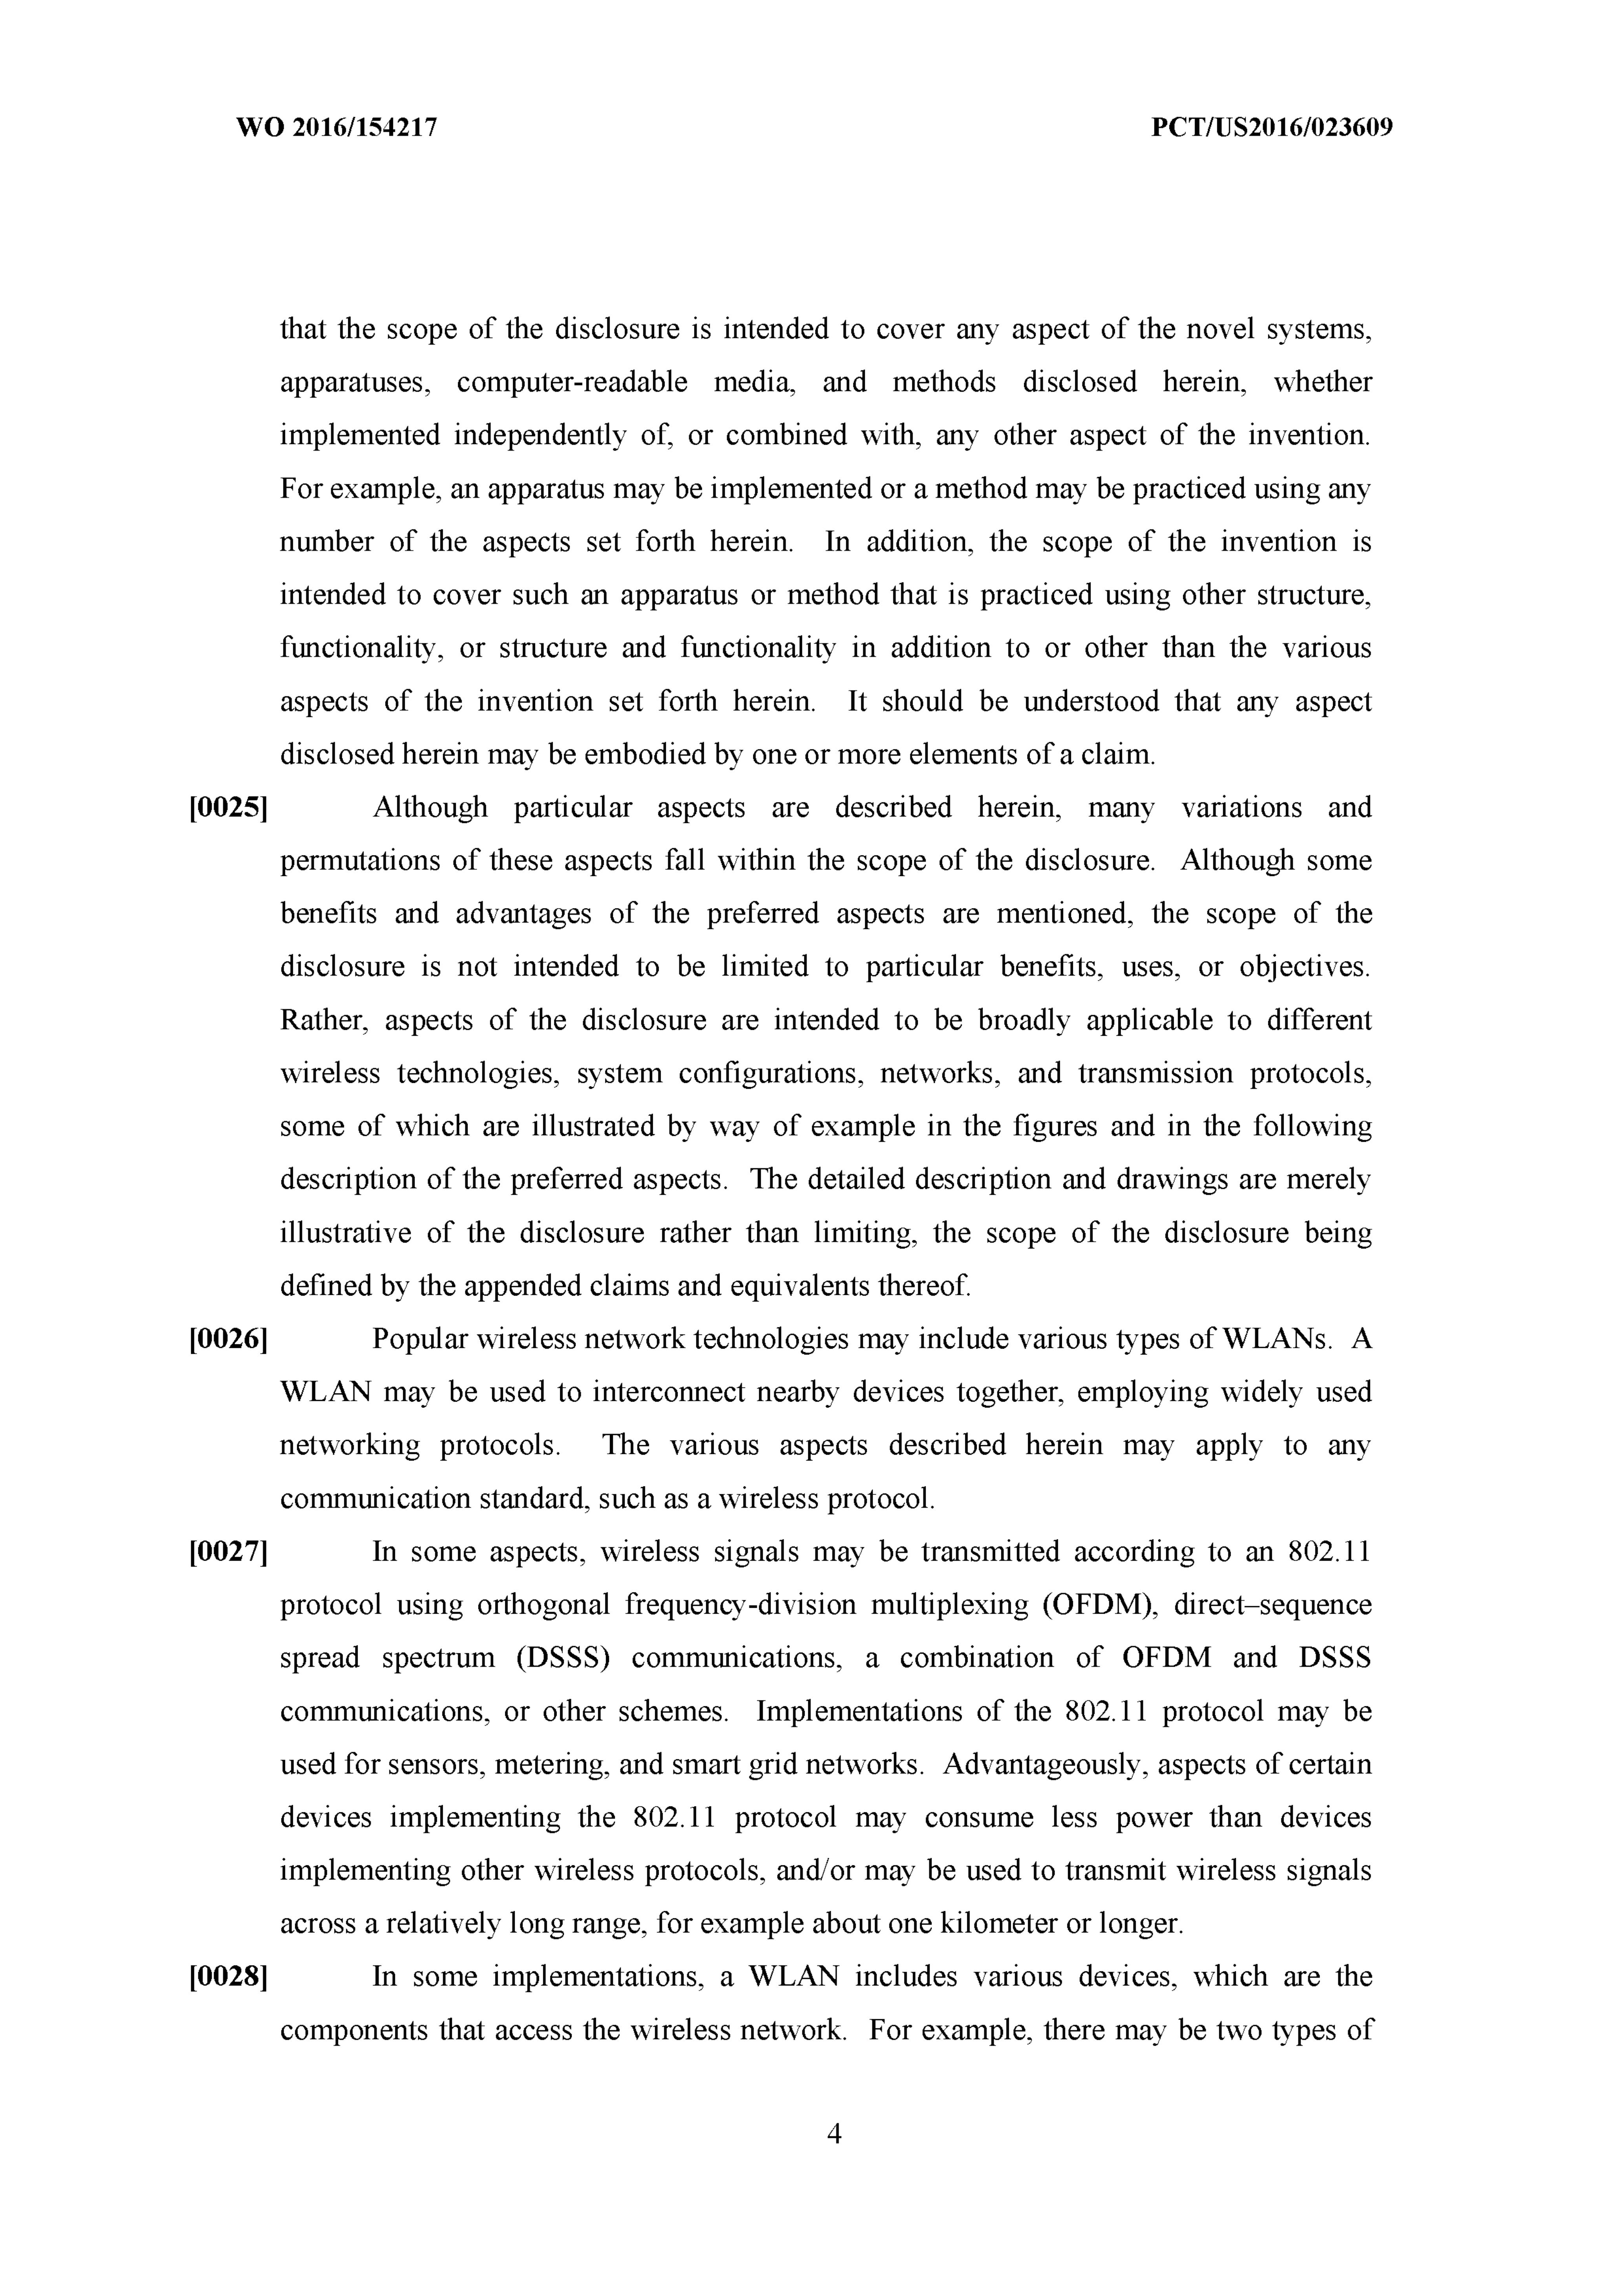 WO 2016/154217 PCT/US2016/023609
that the scope of the disclosure is intended to cover any aspect of the novel systems,
apparatuses, computer-readable media, and methods disclosed herein, whether
implemented independently of, or combined with, any other aspect of the invention.
For example, an apparatus may be implemented or a method may be practiced using any
number of the aspects set forth herein. In addition, the scope of the invention is
intended to cover such an apparatus or method that is practiced using other structure,
functionality, or structure and functionality in addition to or other than the various
aspects of the invention set forth herein. It should be understood that any aspect
disclosed herein may be embodied by one or more elements of a claim.
[0025] Although particular aspects are described herein, many variations and
permutations of these aspects fall within the scope of the disclosure. Although some
benefits and advantages of the preferred aspects are mentioned, the scope of the
disclosure is not intended to be limited to particular benefits, uses, or objectives.
Rather, aspects of the disclosure are intended to be broadly applicable to different
wireless technologies, system configurations, networks, and transmission protocols,
some of which are illustrated by way of example in the figures and in the following
description of the preferred aspects. The detailed description and drawings are merely
illustrative of the disclosure rather than limiting, the scope of the disclosure being
defined by the appended claims and equivalents thereof.
[0026] Popular wireless network technologies may include various types of WLANs. A
WLAN may be used to interconnect nearby devices together, employing widely used
networking protocols. The various aspects described herein may apply to any
communication standard, such as a wireless protocol.
[0027] In some aspects, wireless signals may be transmitted according to an 802.11
protocol using orthogonal frequency-division multiplexing (OFDM), direct–sequence
spread spectrum (DSSS) communications, a combination of OFDM and DSSS
communications, or other schemes. Implementations of the 802.11 protocol may be
used for sensors, metering, and smart grid networks. Advantageously, aspects of certain
devices implementing the 802.11 protocol may consume less power than devices
implementing other wireless protocols, and/or may be used to transmit wireless signals
across a relatively long range, for example about one kilometer or longer.
[0028] In some implementations, a WLAN includes various devices, which are the
components that access the wireless network. For example, there may be two types of
4